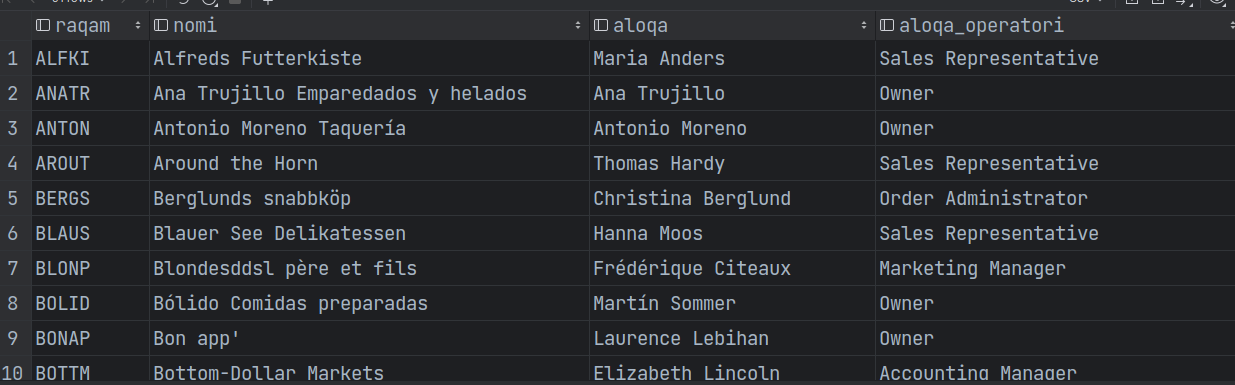 raqam nomi aloqa aloqa_operatori
1 ALFKI Alfreds Futterkiste Maria Anders Sales Representative
2 ANATR Ana Trujillo Emparedados y helados Ana Trujillo Owner
3 ANTON Antonio Moreno Taquería Antonio Moreno Owner
4 AROUT Around the Horn Thomas Hardy Sales Representative
5 BERGS Berglunds snabbköp Christina Berglund Order Administrator
6 BLAUS Blauer See Delikatessen Hanna Moos Sales Representative
7 BLONP Blondesddsl père et fils Frédérique Citeaux Marketing Manager
8 BOLID Bólido Comidas preparadas Martín Sommer Owner
9 BONAP Bon app' Laurence Lebihan Owner
10 BOTTM Bottom-Dollar Markets Elizabeth Lincoln Accounting Manager